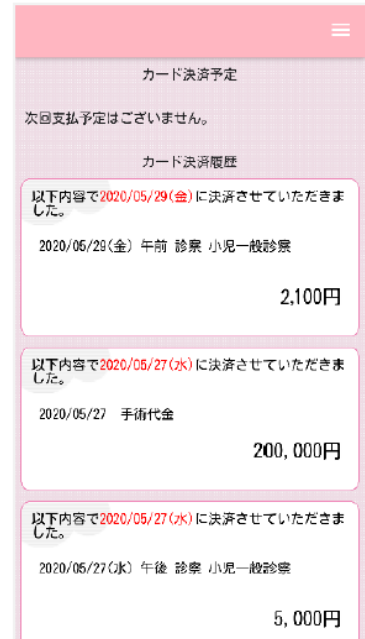 カード決済予定
次回支払予定はございません。
カード決済履歴
以下内容で2020/05/29(金)に決済させていただきま
した。
2020/05/29(金) 午前 診察 小児一般診察
2,100円
以下内容で2020/05/27(水)に決済させていただきま
した。
2020/05/27 手術代金
200,000円
以下内容で2020/05/27(水)に決済させていただきま
した。
2020/05/27(水) 午後 診察 小児一般診察
5,000円